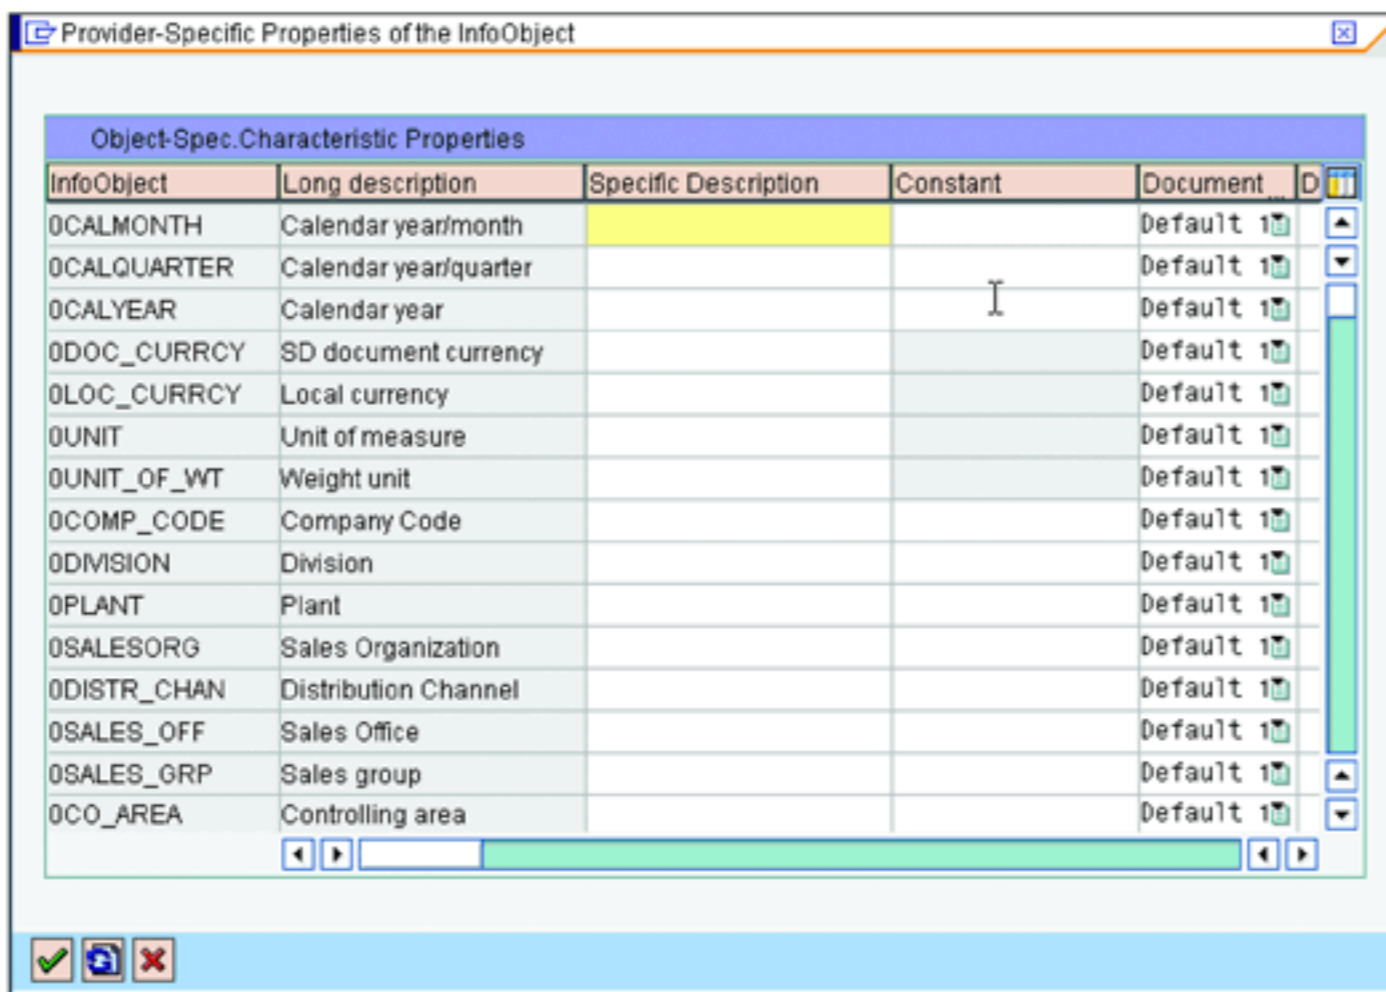 Provider-Specific Properties of the InfoObject
Object-Spec.Characteristic Properties
InfoObject Long description Specific Description Constant Document ... D
0CALMONTH Calendar year/month Default 1
0CALQUARTER Calendar year/quarter Default 1
0CALYEAR Calendar year Default 1
0DOC_CURRCY SD document currency Default 1
0LOC_CURRCY Local currency Default 1
0UNIT Unit of measure Default 1
0UNIT_OF_WT Weight unit Default 1
0COMP_CODE Company Code Default 1
0DIVISION Division Default 1
0PLANT Plant Default 1
0SALESORG Sales Organization Default 1
0DISTR_CHAN Distribution Channel Default 1
0SALES_OFF Sales Office Default 1
0SALES_GRP Sales group Default 1
0CO_AREA Controlling area Default 1